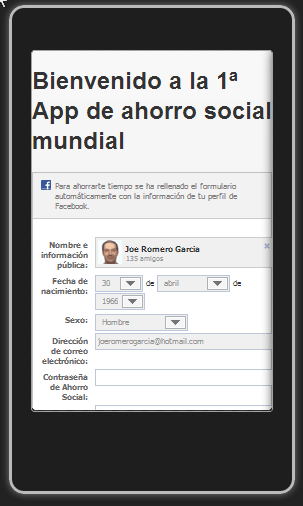 Bienvenido a la 1ª
App de ahorro social
mundial
Para ahorrarte tiempo se ha rellenado el formulario
automáticamente con la información de tu perfil de
Facebook.
Nombre e
información
pública:
Joe Romero Garcia
135 amigos
Fecha de
nacimiento:
30 de abril de
1966
Sexo:
Hombre
Dirección
de correo
electrónico:
joeromerogarcia@hotmail.com
Contraseña
de Ahorro
Social: